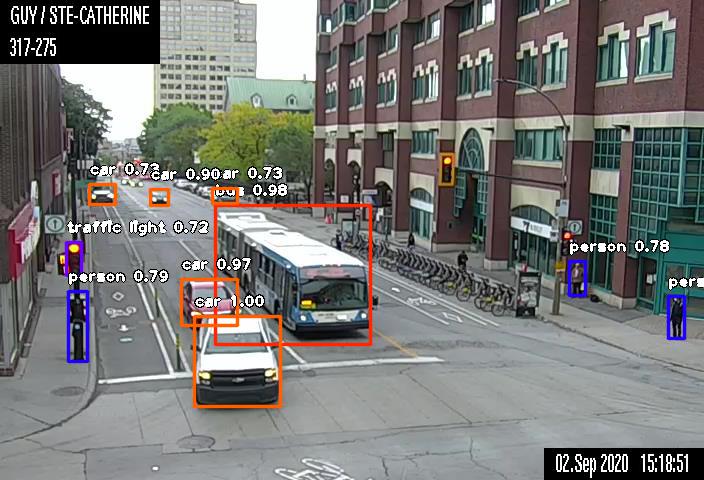 GUY / STE-CATHERINE
317-275
car 0.72
car 0.90
ar 0.73
bus 0.98
traffic light 0.72
person 0.78
car 0.97
person 0.79
pers
car 1.00
02.Sep 2020 15:18:51